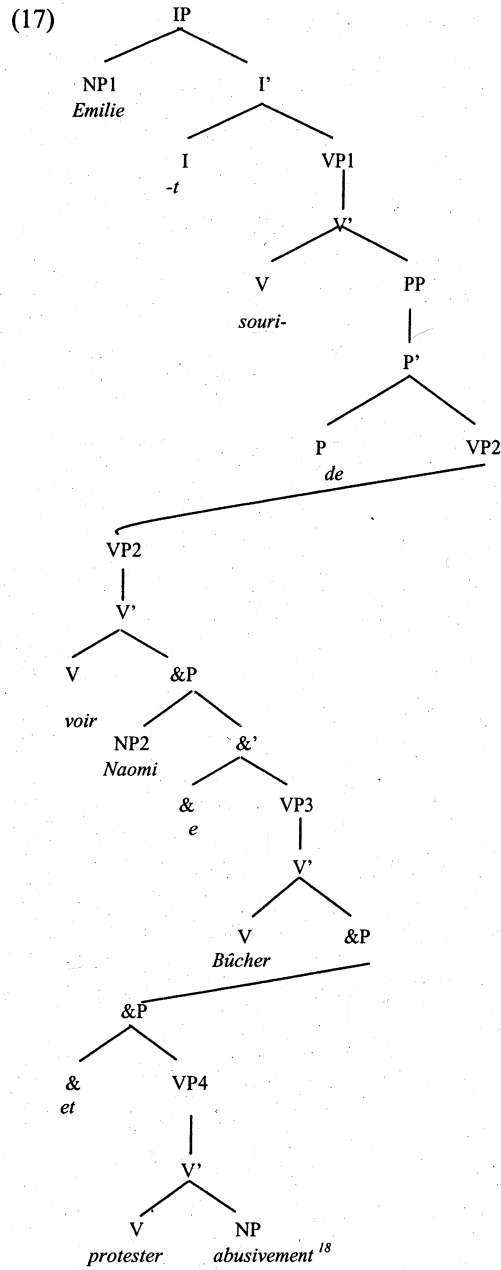 (17)
IP
NP1 I'
Emilie
I VP1
-t
V'
V PP
souri-
P'
P VP2
de
VP2
V'
V &P
voir
NP2 &'
Naomi
& VP3
e
V'
V &P
Bûcher
&P
& VP4
et
V'
V NP
protester abusivement 18